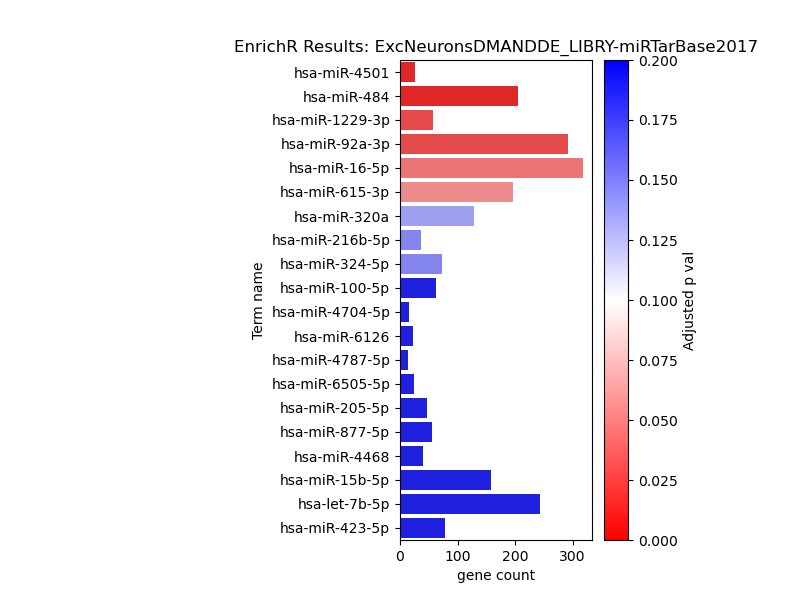 EnrichR Results: ExcNeuronsDMANDDE_LIBRY-miRTarBase2017
hsa-miR-4501
hsa-miR-484
hsa-miR-1229-3p
hsa-miR-92a-3p
hsa-miR-16-5p
hsa-miR-615-3p
hsa-miR-320a
hsa-miR-216b-5p
hsa-miR-324-5p
hsa-miR-100-5p
hsa-miR-4704-5p
hsa-miR-6126
hsa-miR-4787-5p
hsa-miR-6505-5p
hsa-miR-205-5p
hsa-miR-877-5p
hsa-miR-4468
hsa-miR-15b-5p
hsa-let-7b-5p
hsa-miR-423-5p
Term name
0 100 200 300
gene count
0.200
0.175
0.150
0.125
0.100
0.075
0.050
0.025
0.000
Adjusted p val